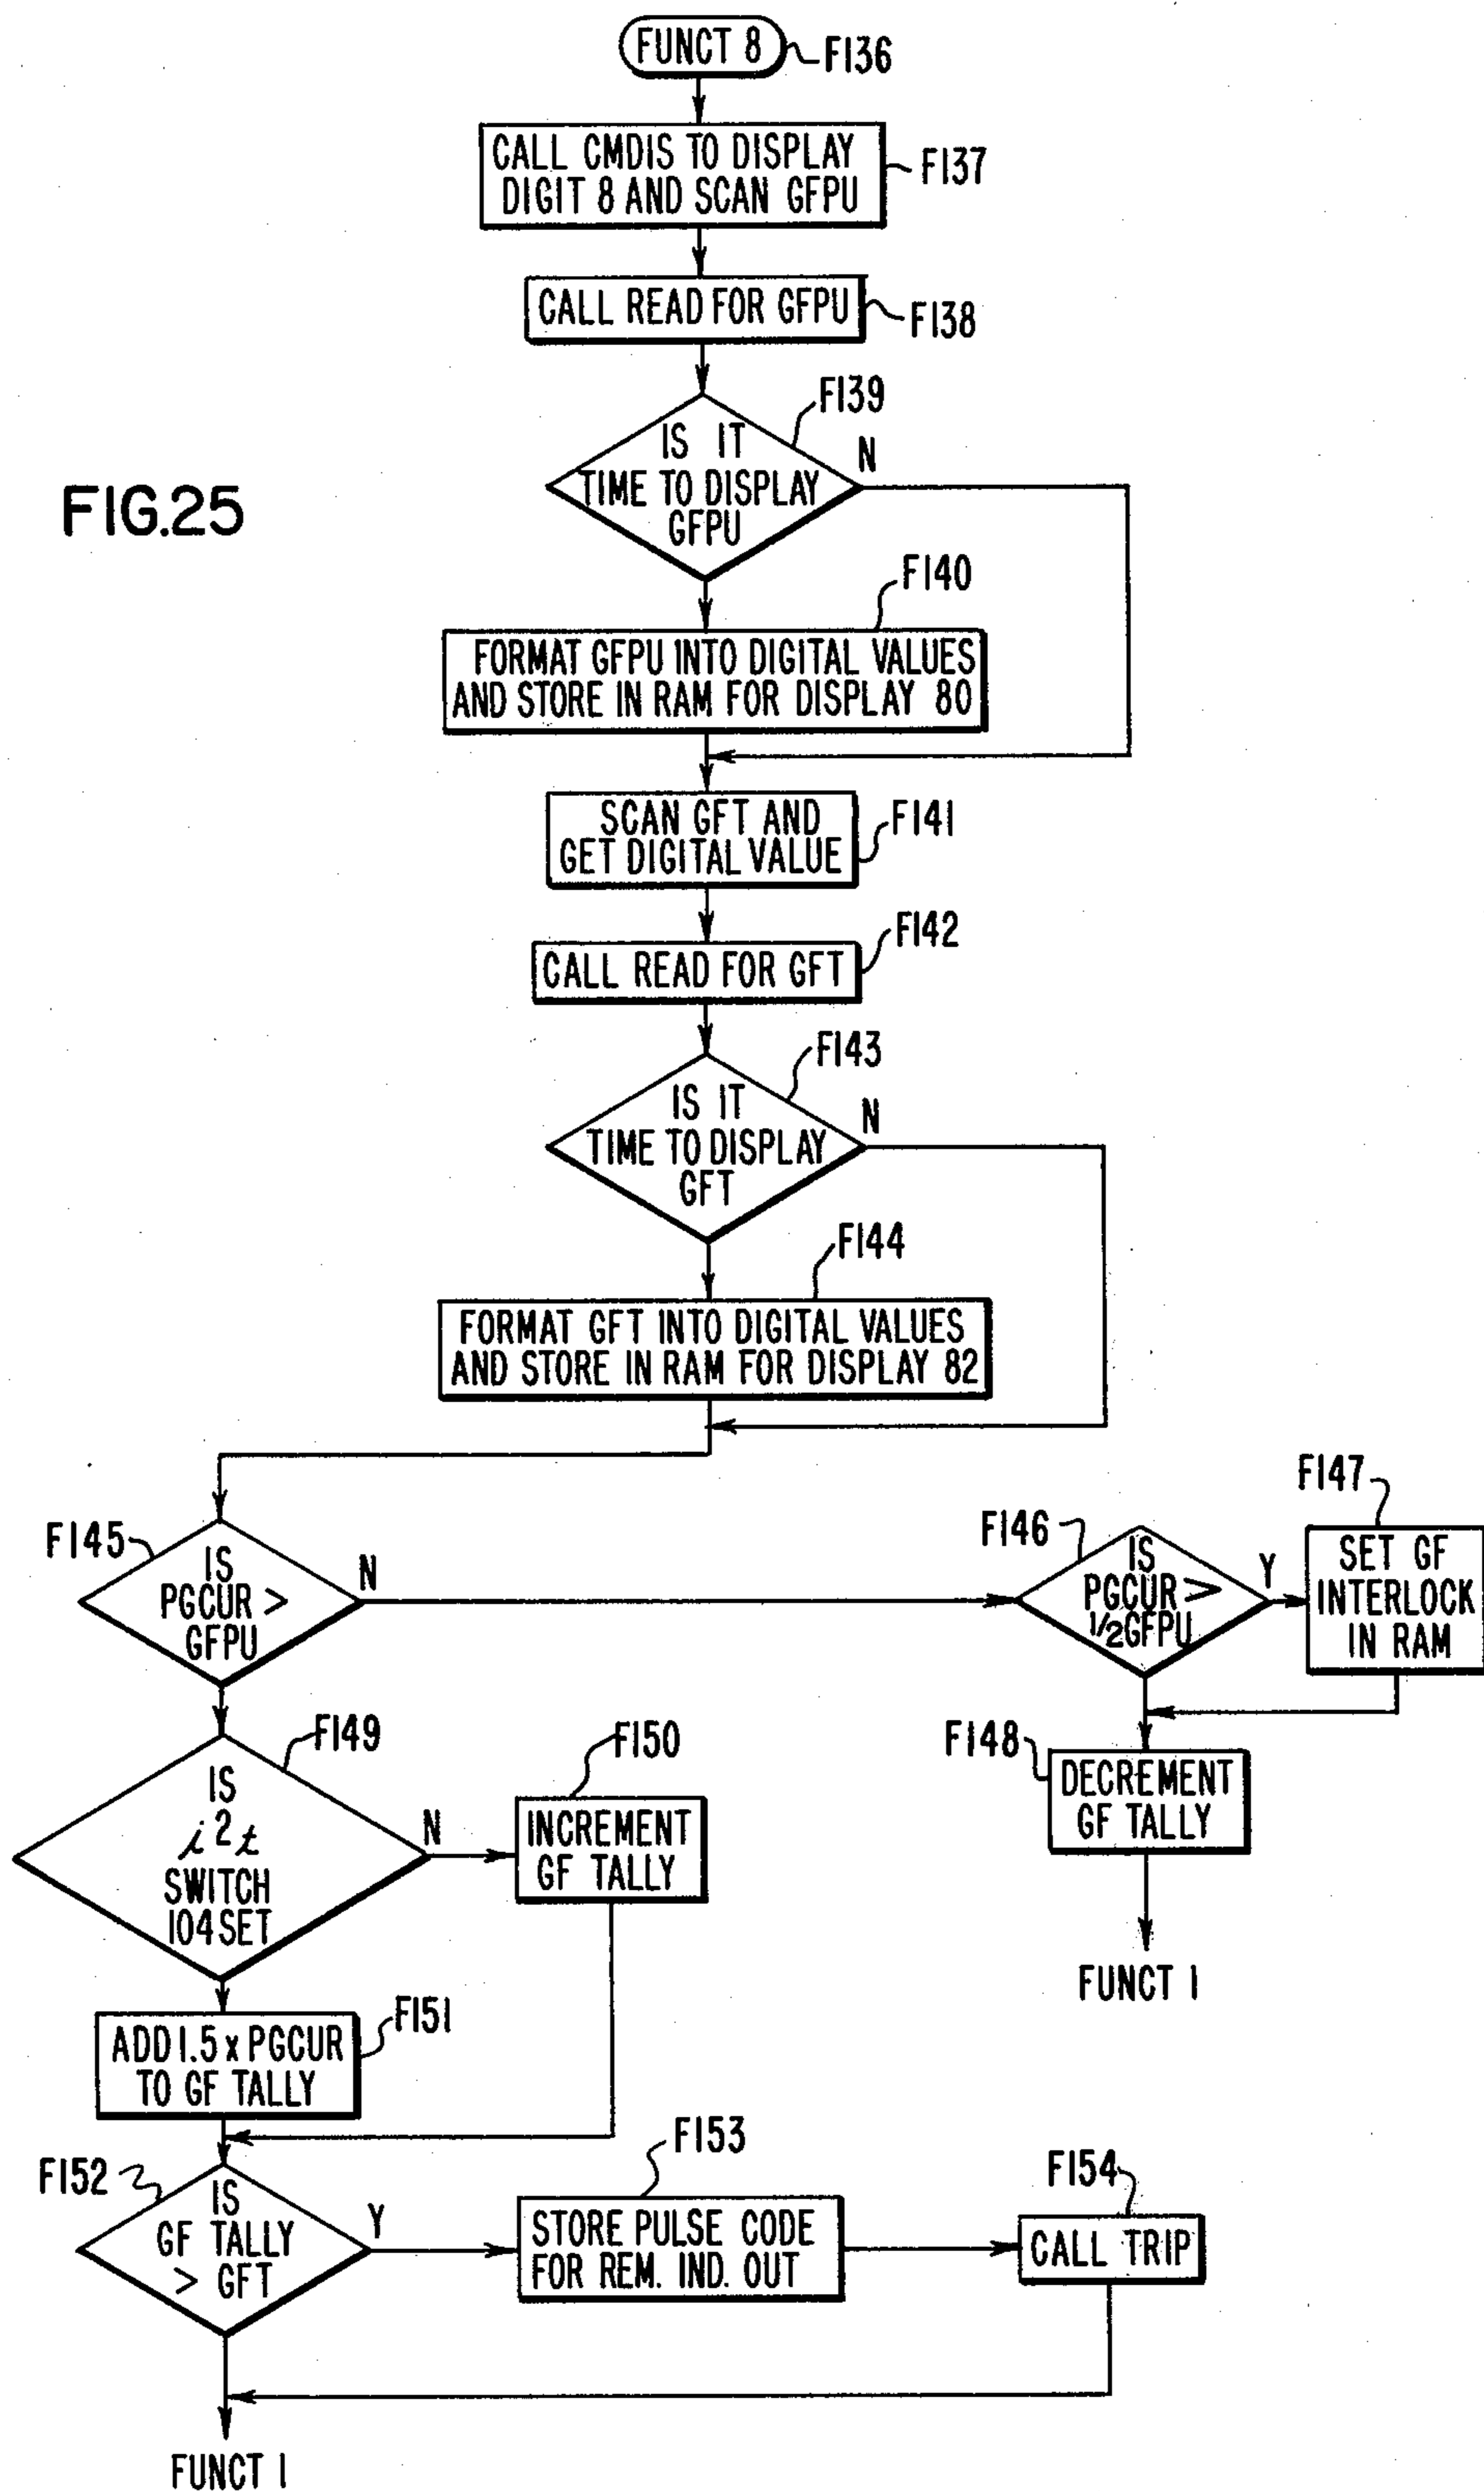 FUNCT 8
F136
CALL CMDIS TO DISPLAY
DIGIT 8 AND SCAN GFPU
F137
CALL READ FOR GFPU
F138
F139
IS IT
TIME TO DISPLAY
GFPU
N
FIG.25
F140
FORMAT GFPU INTO DIGITAL VALUES
AND STORE IN RAM FOR DISPLAY 80
SCAN GFT AND
GET DIGITAL VALUE
F141
F142
CALL READ FOR GFT
F143
IS IT
TIME TO DISPLAY
GFT
N
F144
FORMAT GFT INTO DIGITAL VALUES
AND STORE IN RAM FOR DISPLAY 82
F145
IS
PGCUR >
GFPU
N
F146
IS
PGCUR >
1/2GFPU
Y
F147
SET GF
INTERLOCK
IN RAM
F148
DECREMENT
GF TALLY
FUNCT 1
F149
IS
i2t
SWITCH
104 SET
N
F150
INCREMENT
GF TALLY
F151
ADD 1.5 x PGCUR
TO GF TALLY
F152
IS
GF TALLY
> GFT
Y
F153
STORE PULSE CODE
FOR REM. IND. OUT
F154
CALL TRIP
FUNCT 1